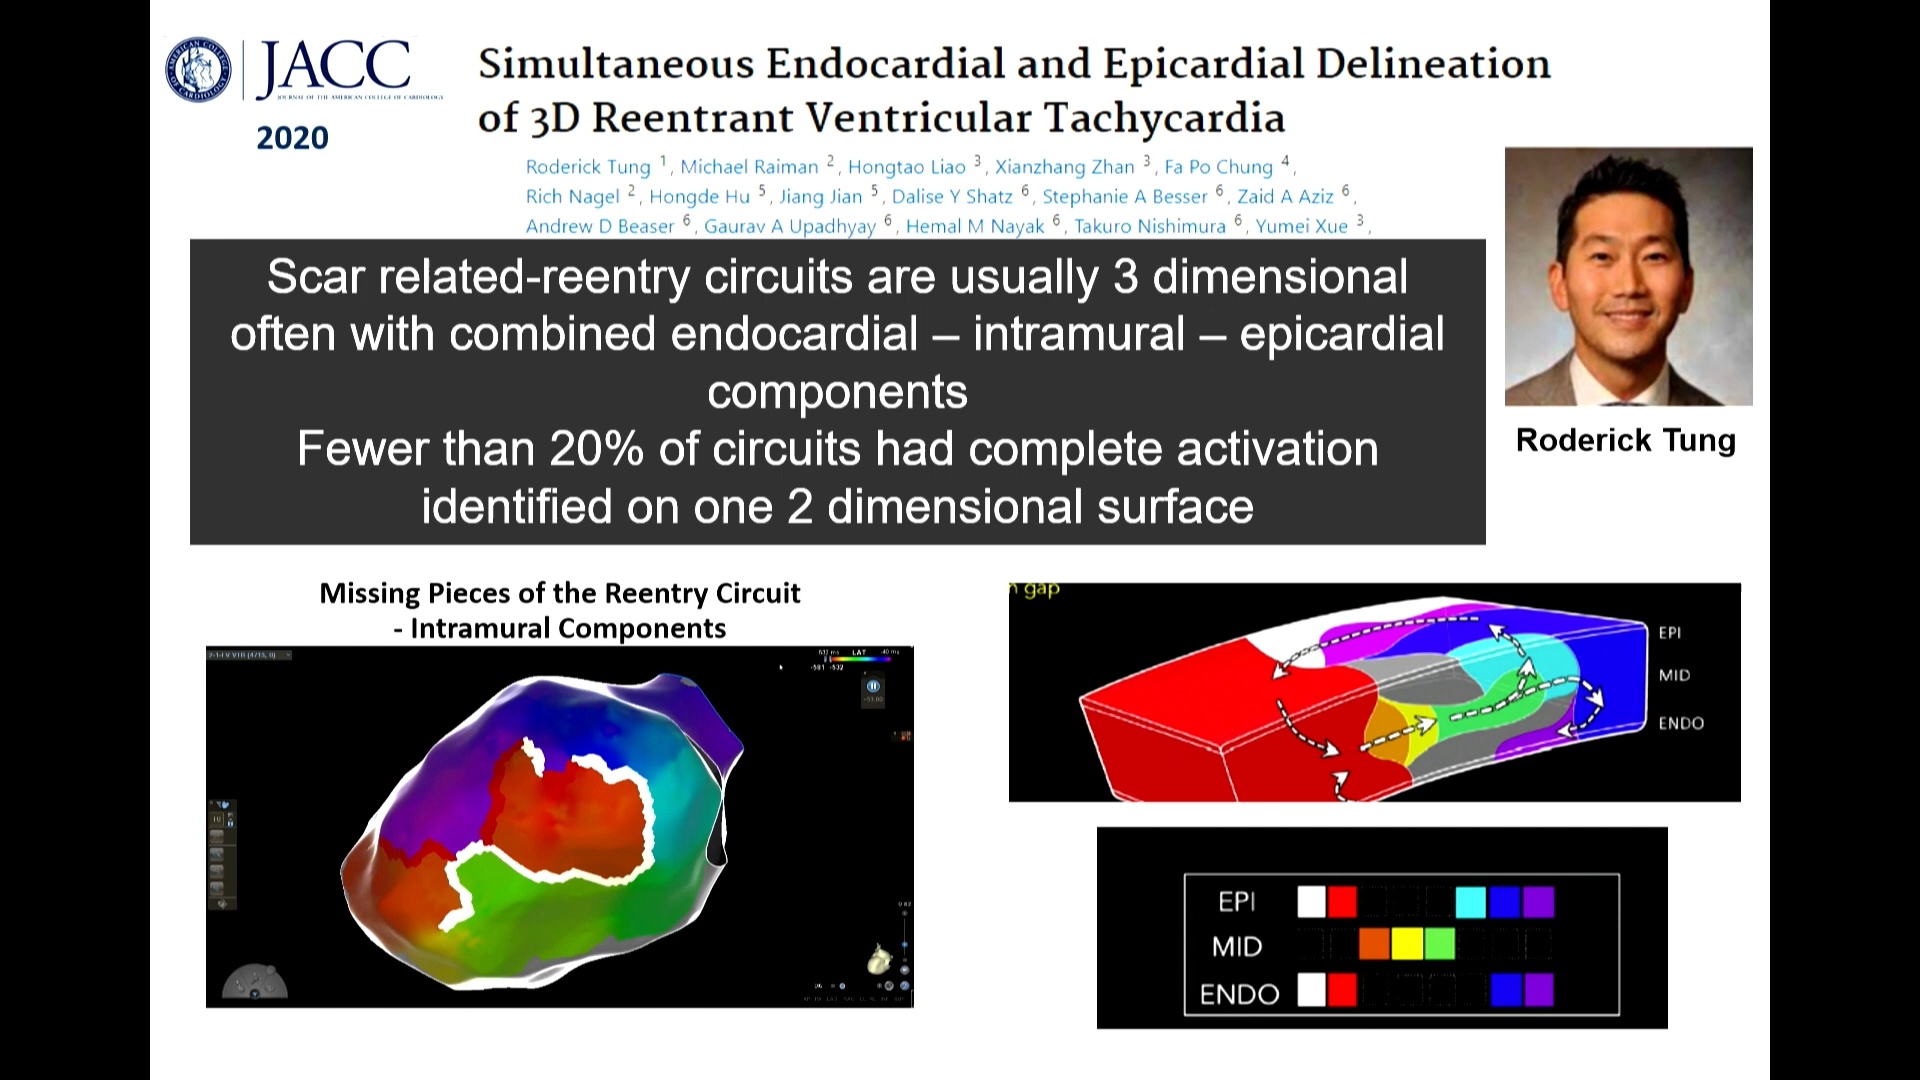 JACC
JOURNAL OF THE AMERICAN COLLEGE OF CARDIOLOGY
2020
Simultaneous Endocardial and Epicardial Delineation
of 3D Reentrant Ventricular Tachycardia
Roderick Tung 1, Michael Raiman 2, Hongtao Liao 3, Xianzhang Zhan 3, Fa Po Chung 4,
Rich Nagel 2, Hongde Hu 5, Jiang Jian 5, Dalise Y Shatz 6, Stephanie A Besser 6, Zaid A Aziz 6,
Andrew D Beaser 6, Gaurav A Upadhyay 6, Hemal M Nayak 6, Takuro Nishimura 6, Yumei Xue 3,
Scar related-reentry circuits are usually 3 dimensional
often with combined endocardial – intramural – epicardial
components
Fewer than 20% of circuits had complete activation
identified on one 2 dimensional surface
Roderick Tung
Missing Pieces of the Reentry Circuit
- Intramural Components
LAT
gap
EPI
MID
ENDO
EPI
MID
ENDO